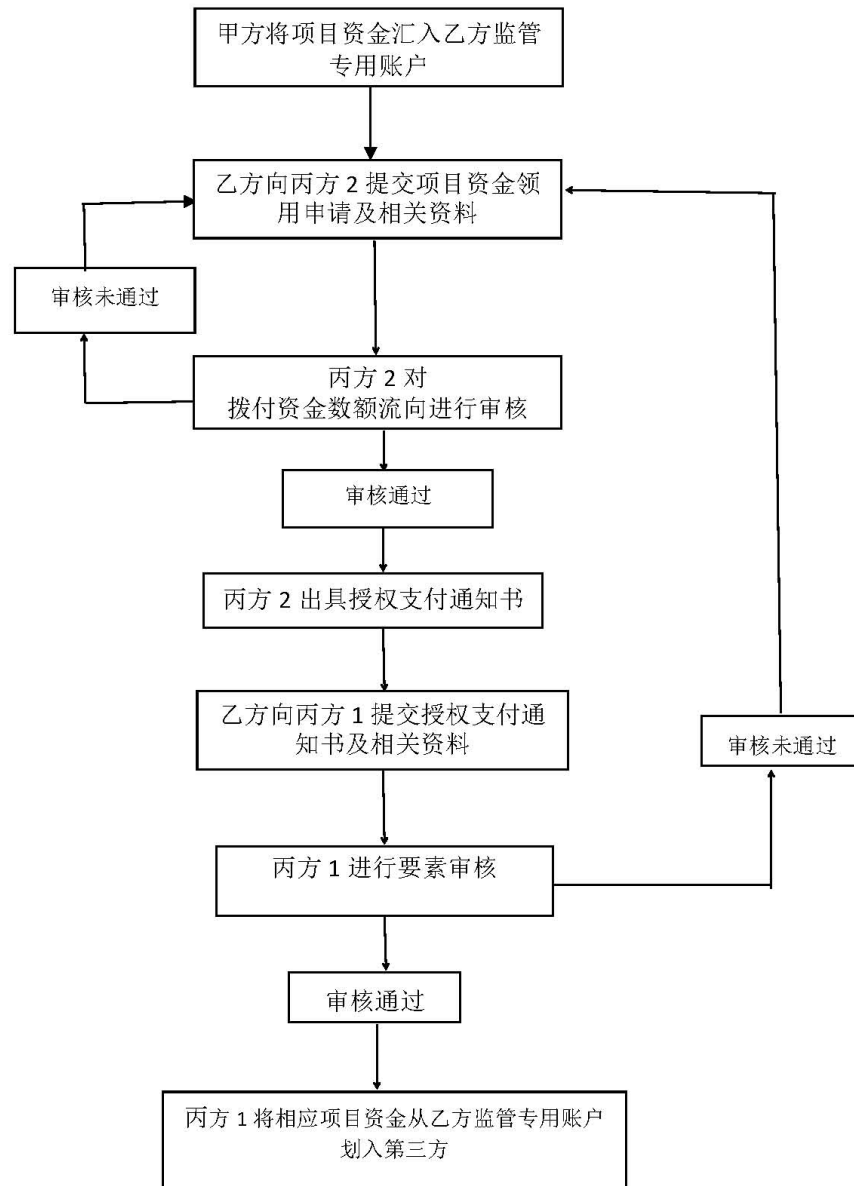 甲方将项目资金汇入乙方监管
专用账户
乙方向丙方 2 提交项目资金领
用申请及相关资料
审核未通过
丙方 2 对
拨付资金数额流向进行审核
审核通过
丙方 2 出具授权支付通知书
乙方向丙方 1 提交授权支付通
知书及相关资料
审核未通过
丙方 1 进行要素审核
审核通过
丙方 1 将相应项目资金从乙方监管专用账户
划入第三方